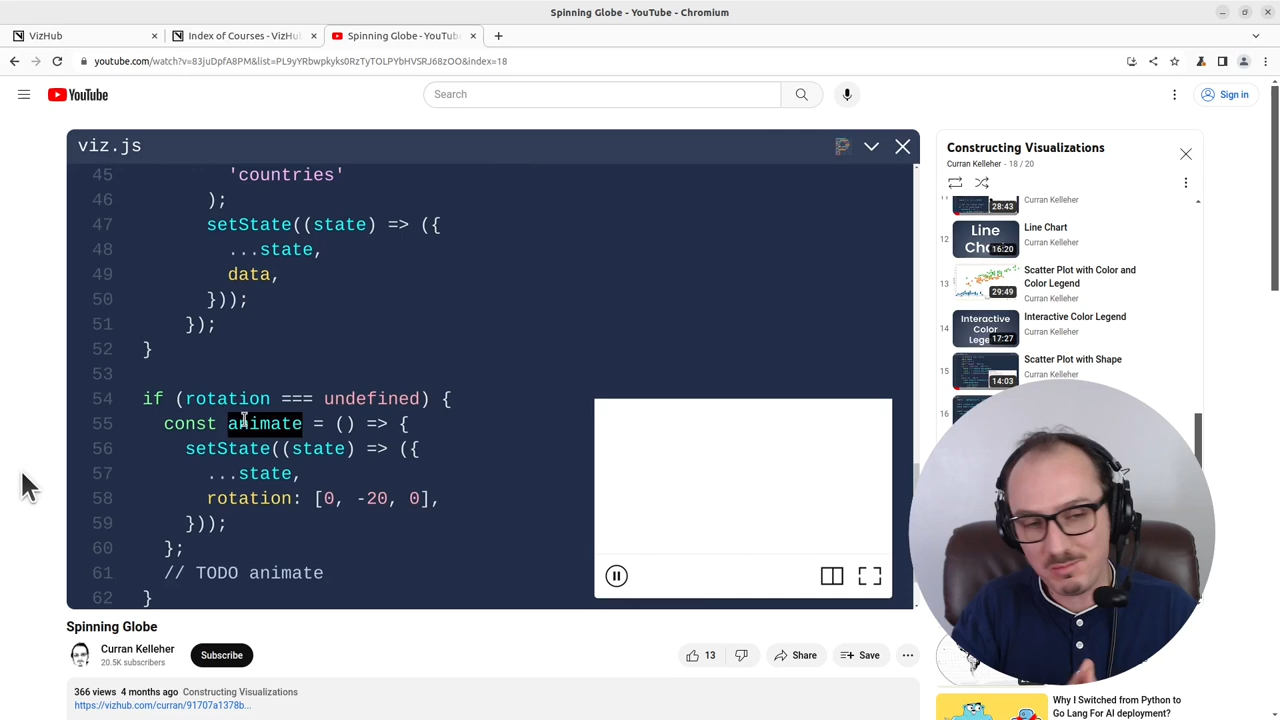 Spinning Globe - YouTube - Chromium
VizHub
Index of Courses - VizHu
Spinning Globe - YouTube
youtube.com/watch?v=83juDpfA8PM&list=PL9yYRbwpkyks0RzTyTOLPYbHVSRJ68zOO&index=18
YouTube
Search
Sign in
viz.js
45 'countries'
46 );
47 setState((state) => ({
48 ...state,
49 data,
50 }));
51 });
52 }
53
54 if (rotation === undefined) {
55 const animate = () => {
56 setState((state) => ({
57 ...state,
58 rotation: [0, -20, 0],
59 }));
60 };
61 // TODO animate
62 }
Spinning Globe
Curran Kelleher
20.5K subscribers
Subscribe
13
Share
Save
366 views 4 months ago Constructing Visualizations
https://vizhub.com/curran/91707a1378b...
Constructing Visualizations
Curran Kelleher - 18 / 20
28:43
Curran Kelleher
12
Line
Ch
16:20
Line Chart
Curran Kelleher
13
29:49
Scatter Plot with Color and
Color Legend
Curran Kelleher
14
Interactive
Color
Lege
17:27
Interactive Color Legend
Curran Kelleher
15
14:03
Scatter Plot with Shape
Curran Kelleher
16
Why I Switched from Python to
Go Lang For AI deployment?